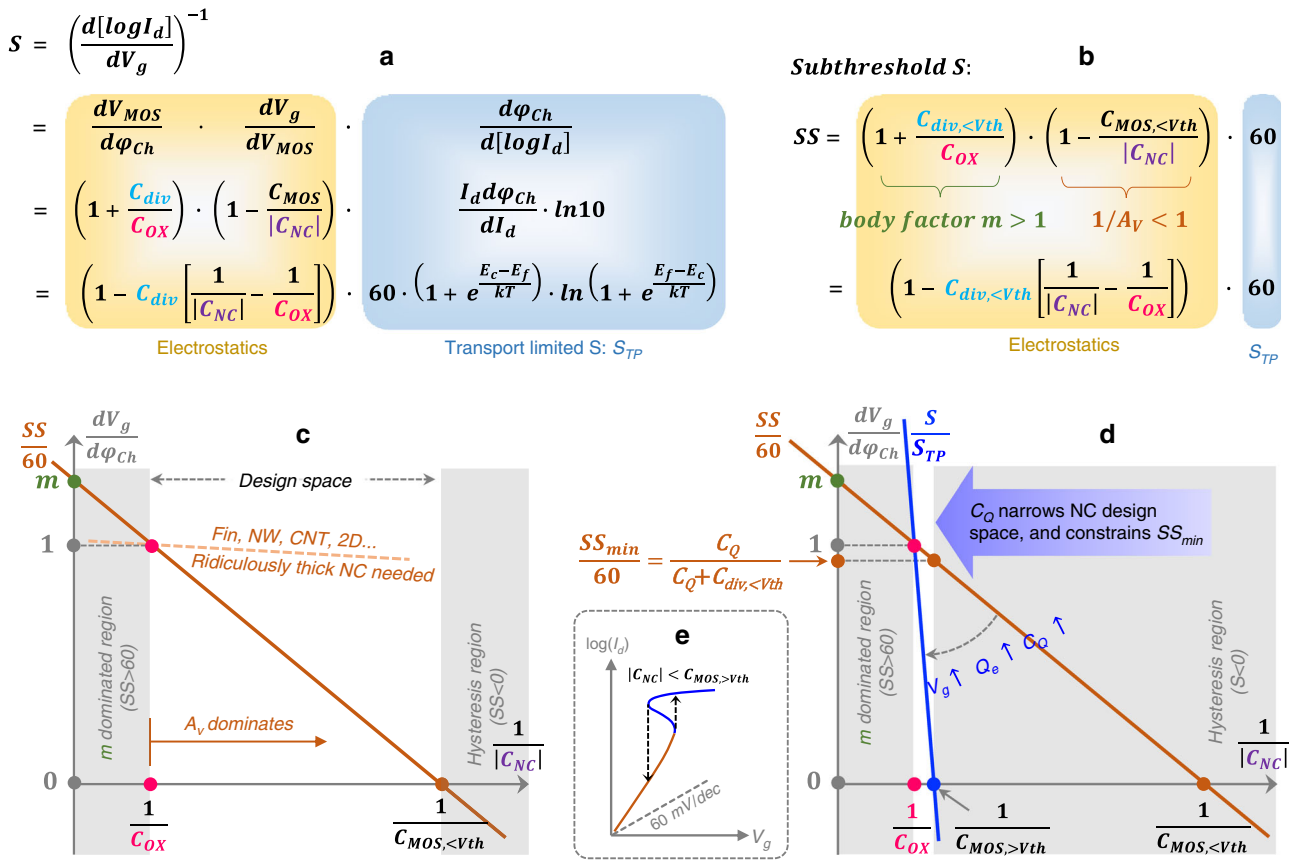 S = (d[logI_d]/dV_g)^−1
a
= dV_MOS/dφ_Ch · dV_g/dV_MOS · dφ_Ch/d[logI_d]
= (1 + C_div/C_OX) · (1 − C_MOS/|C_NC|) · I_d dφ_Ch/dI_d · ln10
= (1 − C_div [1/|C_NC| − 1/C_OX]) · 60 · (1 + e^((E_c−E_f)/kT)) · ln(1 + e^((E_f−E_c)/kT))
Electrostatics
Transport limited S: S_TP
b
Subthreshold S:
SS = (1 + C_div,<Vth/C_OX) · (1 − C_MOS,<Vth/|C_NC|) · 60
body factor m > 1
1/A_V < 1
= (1 − C_div,<Vth [1/|C_NC| − 1/C_OX]) · 60
Electrostatics
S_TP
c
SS/60
dV_g/dφ_Ch
m
Design space
1
Fin, NW, CNT, 2D...
Ridiculously thick NC needed
m dominated region
(SS>60)
Hysteresis region
(SS<0)
A_v dominates
1/|C_NC|
0
1/C_OX
1/C_MOS,<Vth
d
SS/60
dV_g/dφ_Ch
S/S_TP
m
C_Q narrows NC design
space, and constrains SS_min
1
SS_min/60 = C_Q/(C_Q+C_div,<Vth)
m dominated region
(SS>60)
V_g ↑ Q_e ↑ C_Q ↑
Hysteresis region
(S<0)
1/|C_NC|
0
1/C_OX
1/C_MOS,>Vth
1/C_MOS,<Vth
e
log(I_d)
|C_NC| < C_MOS,>Vth
60 mV/dec
V_g